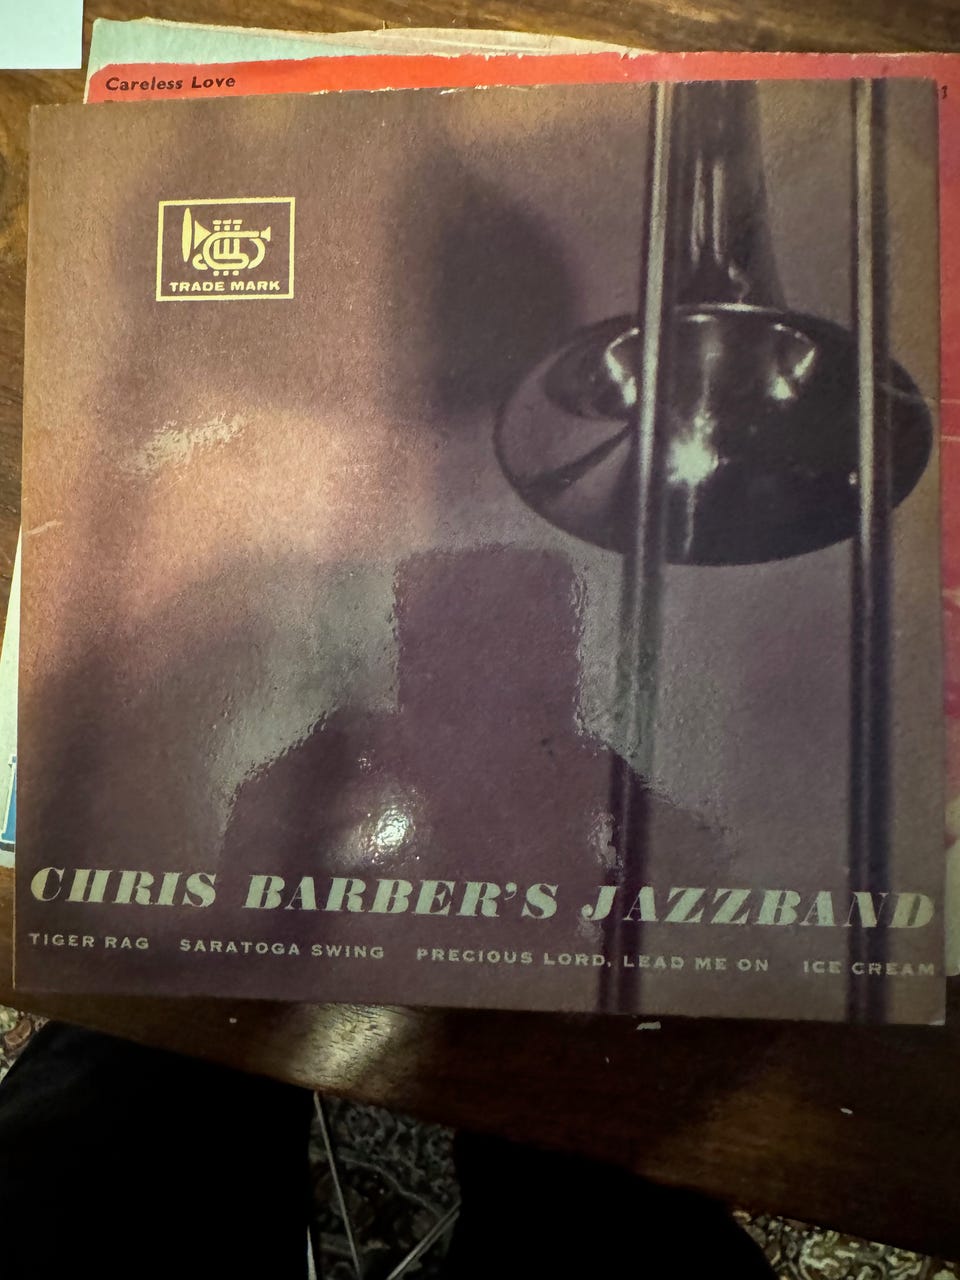 Careless Love
TRADE MARK
CHRIS BARBER'S JAZZBAND
TIGER RAG SARATOGA SWING PRECIOUS LORD, LEAD ME ON ICE CREAM